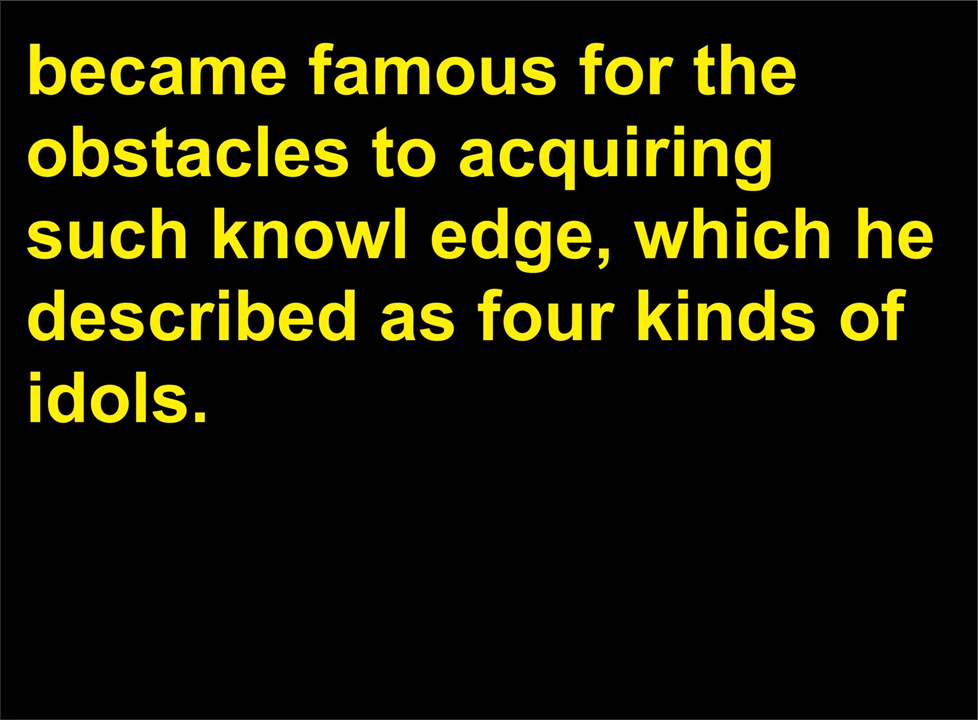 became famous for the
obstacles to acquiring
such knowl edge, which he
described as four kinds of
idols.